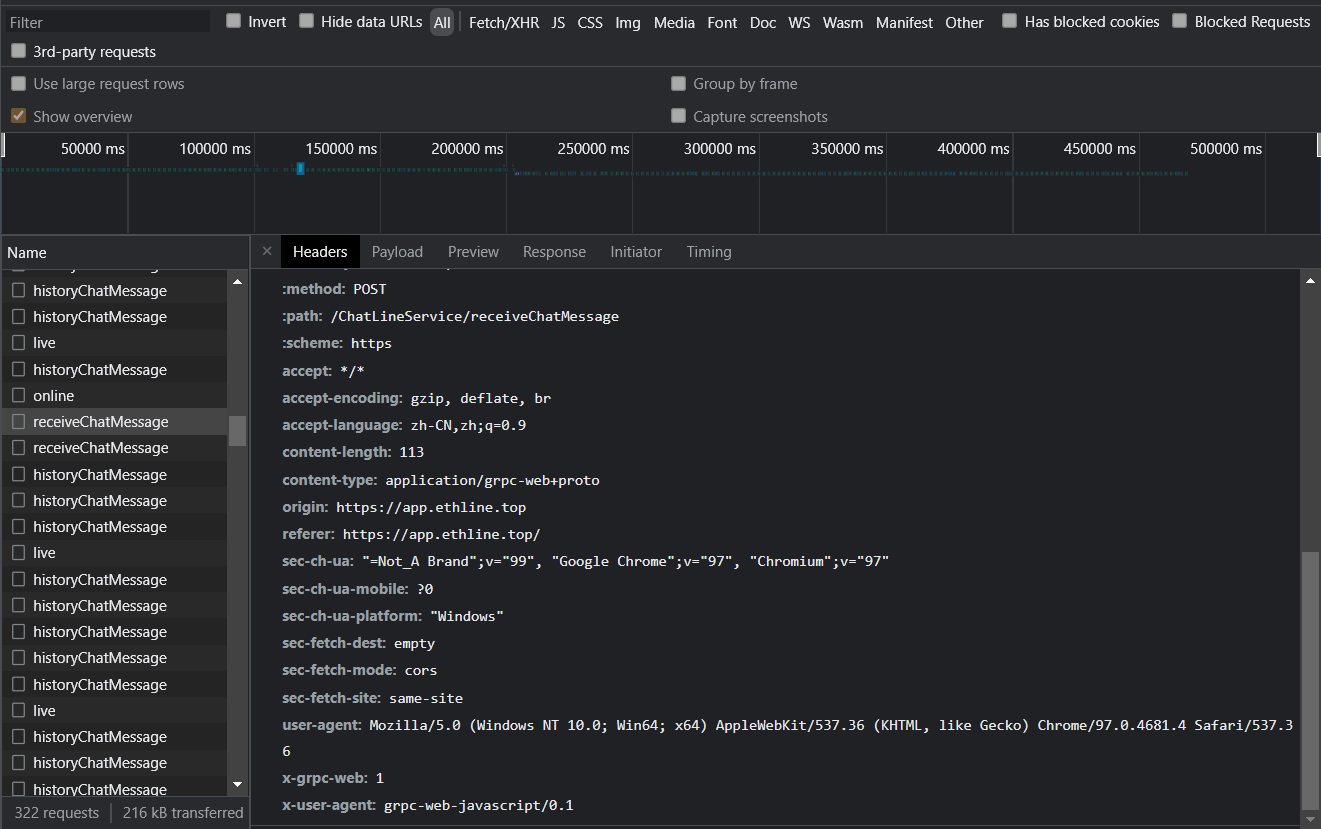 Filter Invert Hide data URLs All Fetch/XHR JS CSS Img Media Font Doc WS Wasm Manifest Other Has blocked cookies Blocked Requests
3rd-party requests
Use large request rows Group by frame
Show overview Capture screenshots
50000 ms 100000 ms 150000 ms 200000 ms 250000 ms 300000 ms 350000 ms 400000 ms 450000 ms 500000 ms
Name
× Headers Payload Preview Response Initiator Timing
historyChatMessage
historyChatMessage
live
historyChatMessage
online
receiveChatMessage
receiveChatMessage
historyChatMessage
historyChatMessage
historyChatMessage
live
historyChatMessage
historyChatMessage
historyChatMessage
historyChatMessage
historyChatMessage
live
historyChatMessage
historyChatMessage
historyChatMessage
322 requests 216 kB transferred
:method: POST
:path: /ChatLineService/receiveChatMessage
:scheme: https
accept: */*
accept-encoding: gzip, deflate, br
accept-language: zh-CN,zh;q=0.9
content-length: 113
content-type: application/grpc-web+proto
origin: https://app.ethline.top
referer: https://app.ethline.top/
sec-ch-ua: "=Not_A Brand";v="99", "Google Chrome";v="97", "Chromium";v="97"
sec-ch-ua-mobile: ?0
sec-ch-ua-platform: "Windows"
sec-fetch-dest: empty
sec-fetch-mode: cors
sec-fetch-site: same-site
user-agent: Mozilla/5.0 (Windows NT 10.0; Win64; x64) AppleWebKit/537.36 (KHTML, like Gecko) Chrome/97.0.4681.4 Safari/537.3
6
x-grpc-web: 1
x-user-agent: grpc-web-javascript/0.1